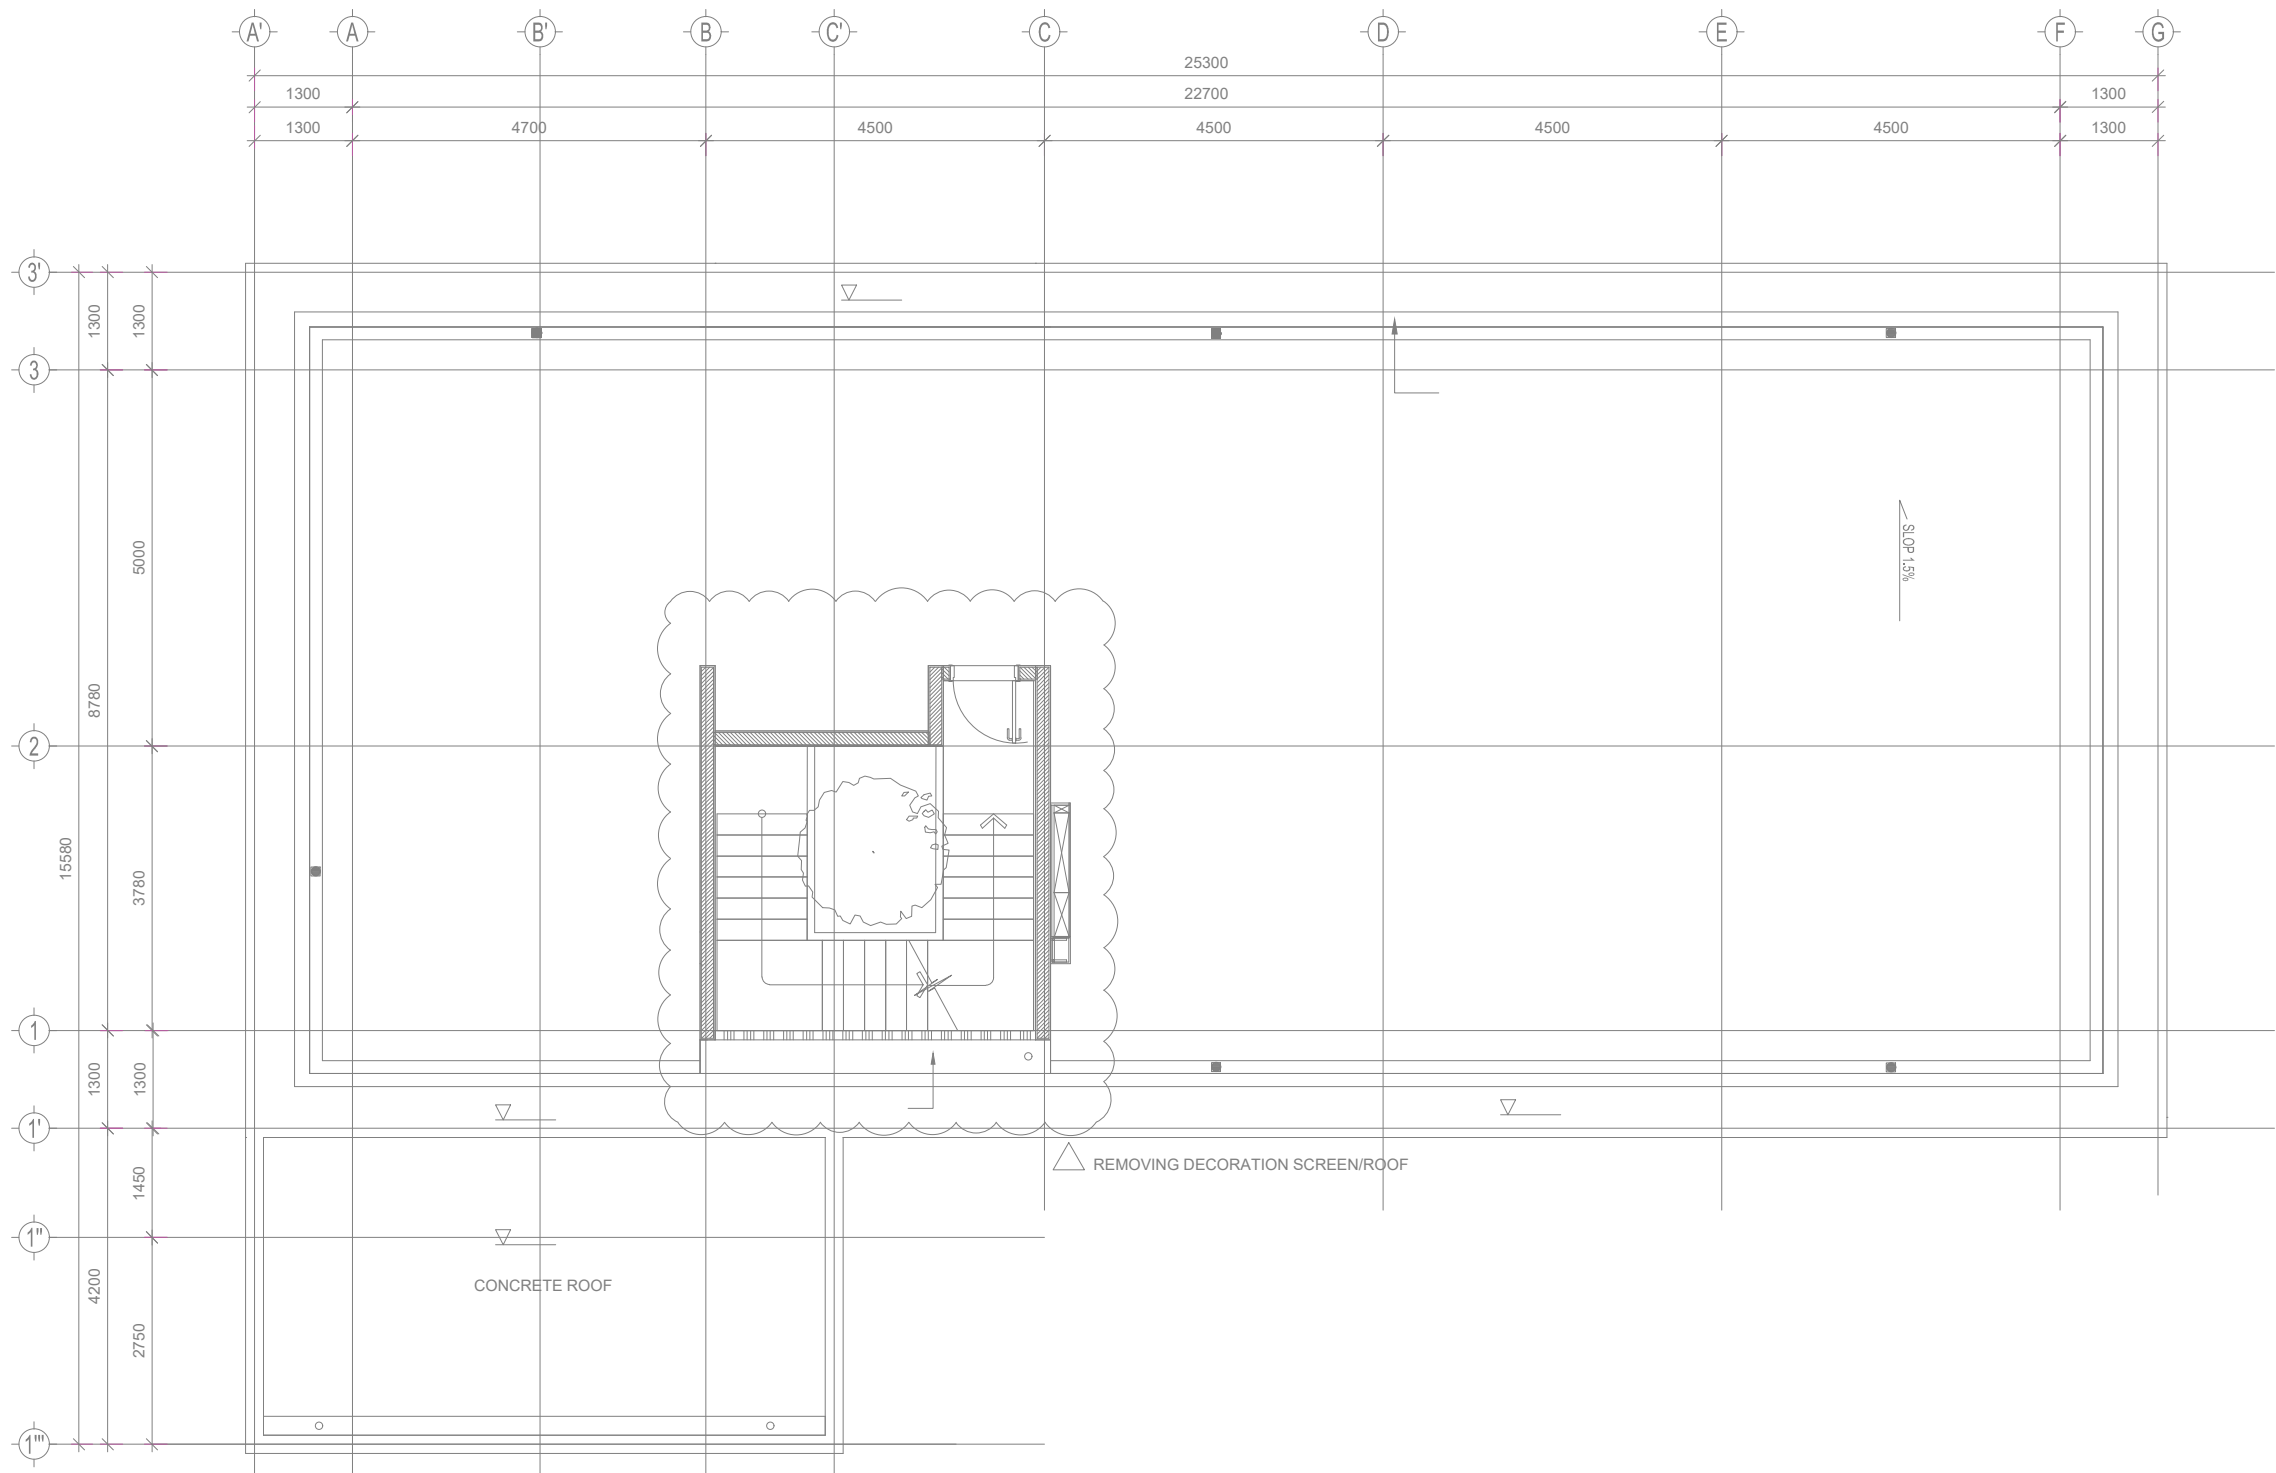 A' A B' B C' C D E F G
25300
1300 22700 1300
1300 4700 4500 4500 4500 4500 1300
3'
1300 1300
3
SLOP 1.5%
5000
8780
2
15580
3780
1
1300 1300
1'
REMOVING DECORATION SCREEN/ROOF
1450
1"
4200
CONCRETE ROOF
2750
1'"